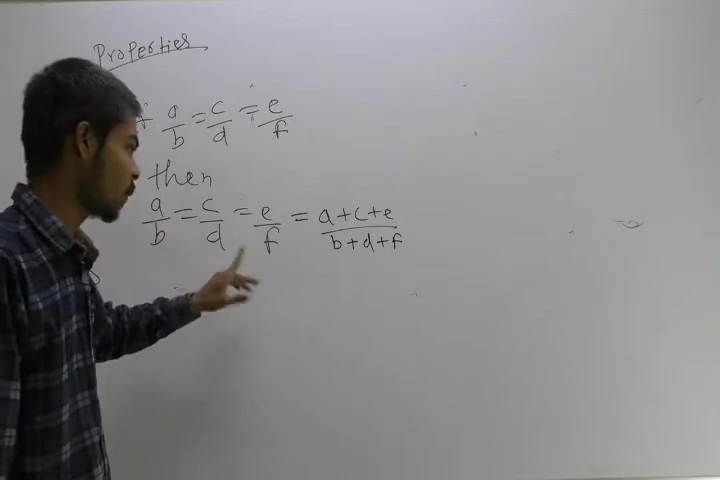 Properties
a/b = c/d = e/f
then
a/b = c/d = e/f = a+c+e/b+d+f